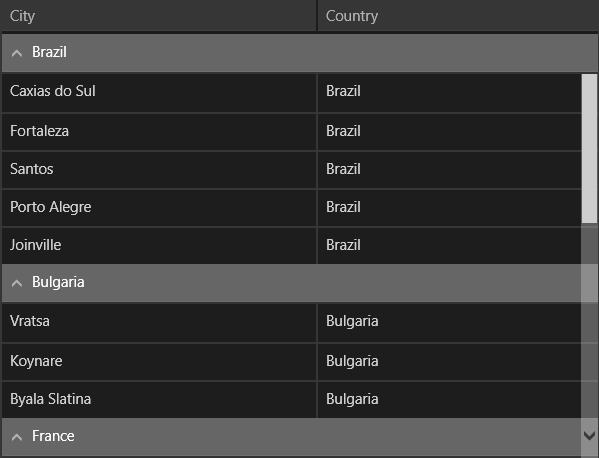 City Country
Brazil
Caxias do Sul Brazil
Fortaleza Brazil
Santos Brazil
Porto Alegre Brazil
Joinville Brazil
Bulgaria
Vratsa Bulgaria
Koynare Bulgaria
Byala Slatina Bulgaria
France